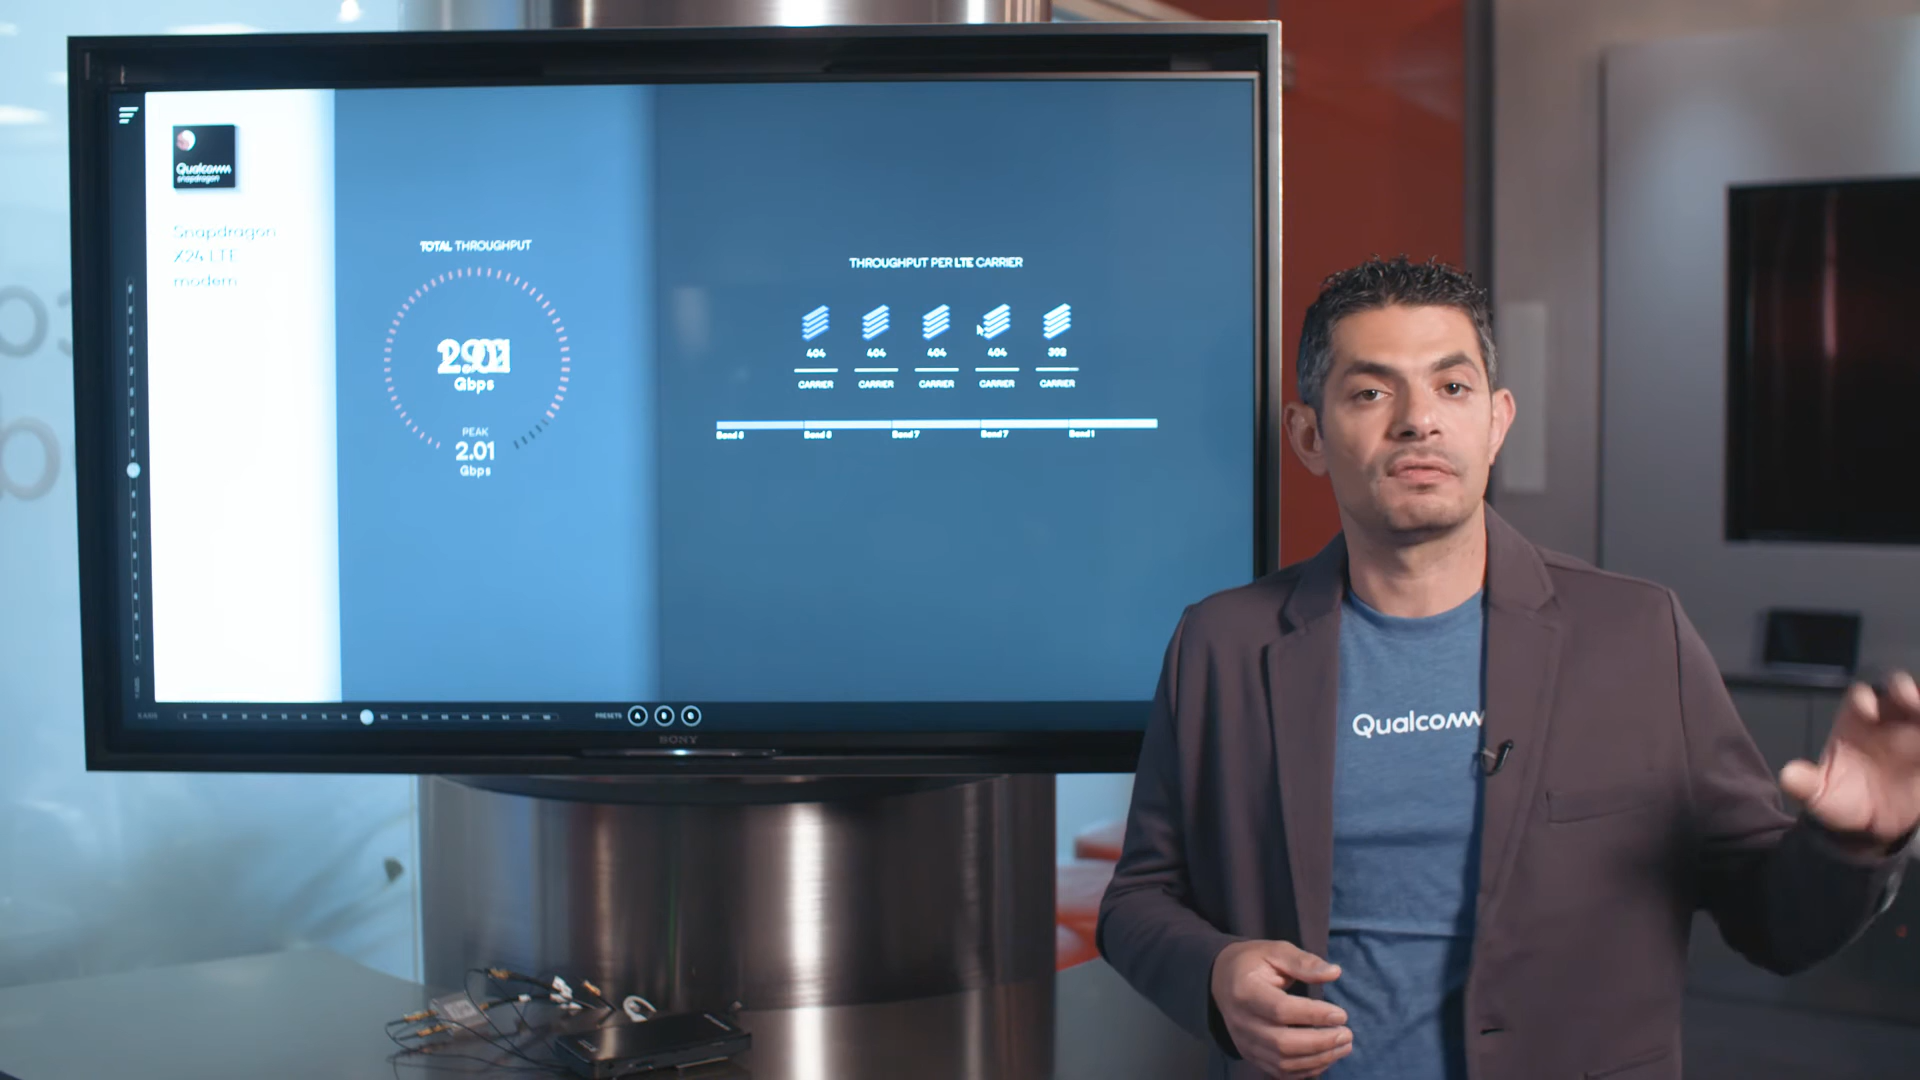 Qualcomm
snapdragon
Snapdragon
X24 LTE
modem
TOTAL THROUGHPUT
Gbps
PEAK
2.01
Gbps
THROUGHPUT PER LTE CARRIER
404 404 404 404
CARRIER CARRIER CARRIER CARRIER CARRIER
Band 7 Band 7 Band 1
PRESETS A B
SONY
Qualcomm